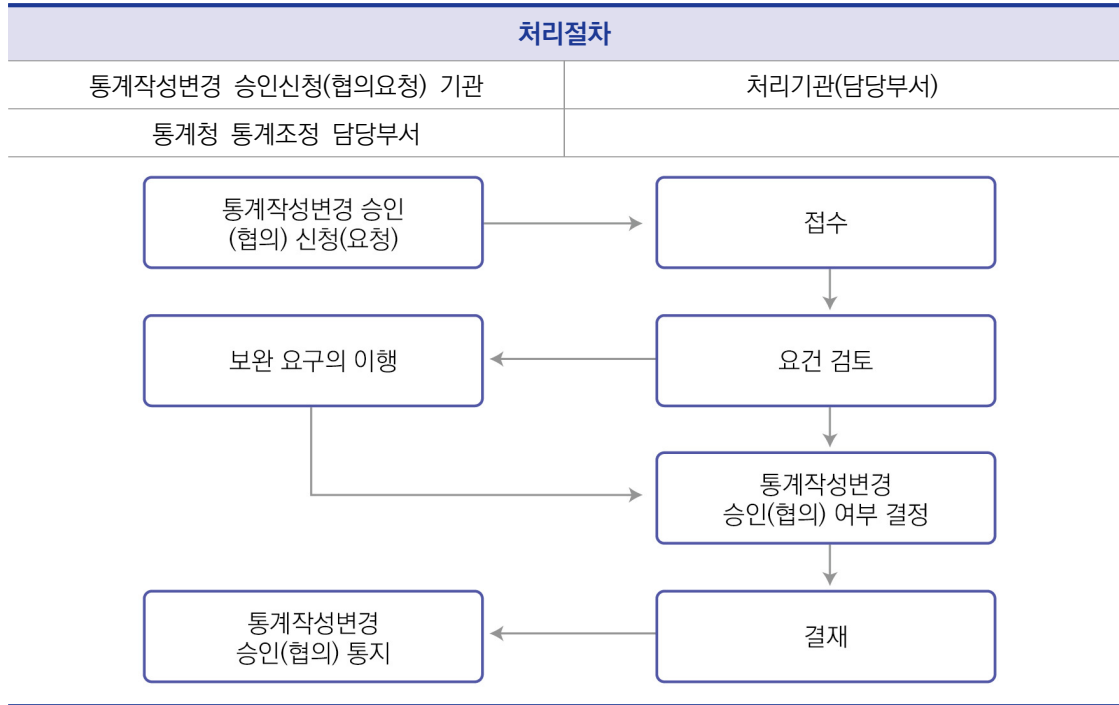 처리절차
통계작성변경 승인신청(협의요청) 기관
처리기관(담당부서)
통계청 통계조정 담당부서
통계작성변경 승인
(협의) 신청(요청)
접수
보완 요구의 이행
요건 검토
통계작성변경
승인(협의) 여부 결정
통계작성변경
승인(협의) 통지
결재